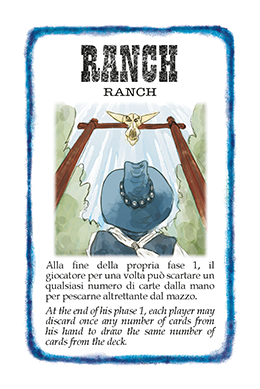 RANCH
RANCH
Alla fine della propria fase 1, il
giocatore per una volta può scartare un
qualsiasi numero di carte dalla mano
per pescarne altrettante dal mazzo.
At the end of his phase 1, each player may
discard once any number of cards from
his hand to draw the same number of
cards from the deck.